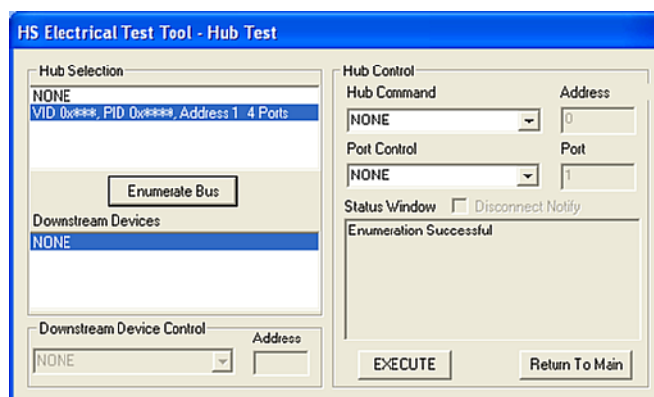 HS Electrical Test Tool - Hub Test
Hub Selection
NONE
VID 0x***, PID 0x****, Address 1 4 Ports
Enumerate Bus
Downstream Devices
NONE
Downstream Device Control
Address
NONE
Hub Control
Hub Command
Address
NONE
0
Port Control
Port
NONE
1
Status Window
Disconnect Notify
Enumeration Successful
EXECUTE
Return To Main